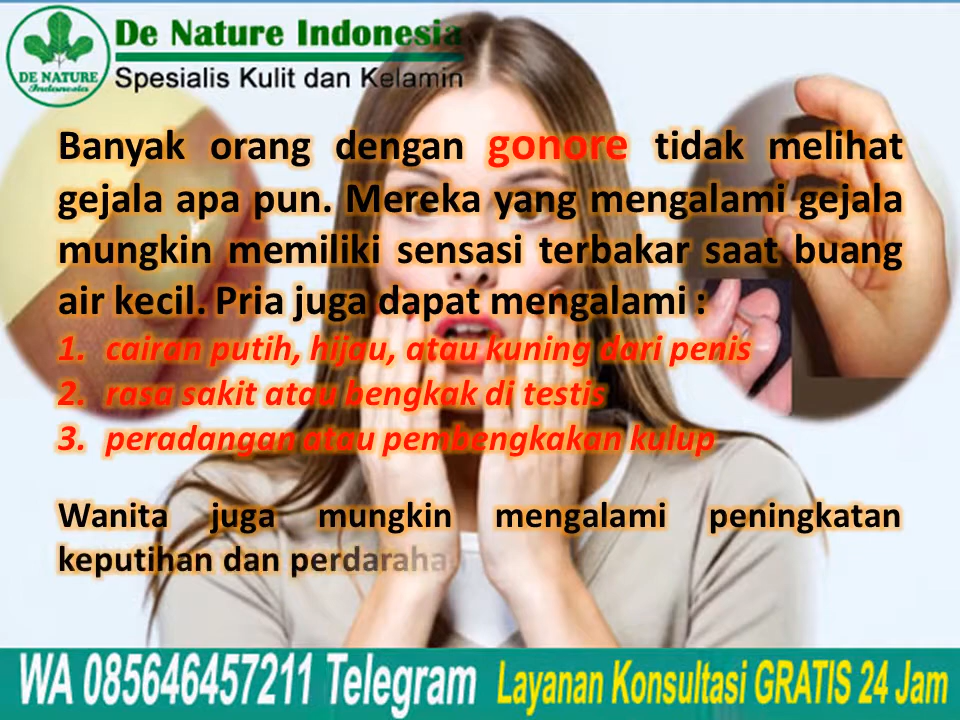 De Nature Indonesia
Spesialis Kulit dan Kelamin
DE NATURE
Indonesia
Banyak orang dengan gonore tidak melihat
gejala apa pun. Mereka yang mengalami gejala
mungkin memiliki sensasi terbakar saat buang
air kecil. Pria juga dapat mengalami :
1. cairan putih, hijau, atau kuning dari penis
2. rasa sakit atau bengkak di testis
3. peradangan atau pembengkakan kulup
Wanita juga mungkin mengalami peningkatan
keputihan dan perdaraha
WA 085646457211 Telegram Layanan Konsultasi GRATIS 24 Jam